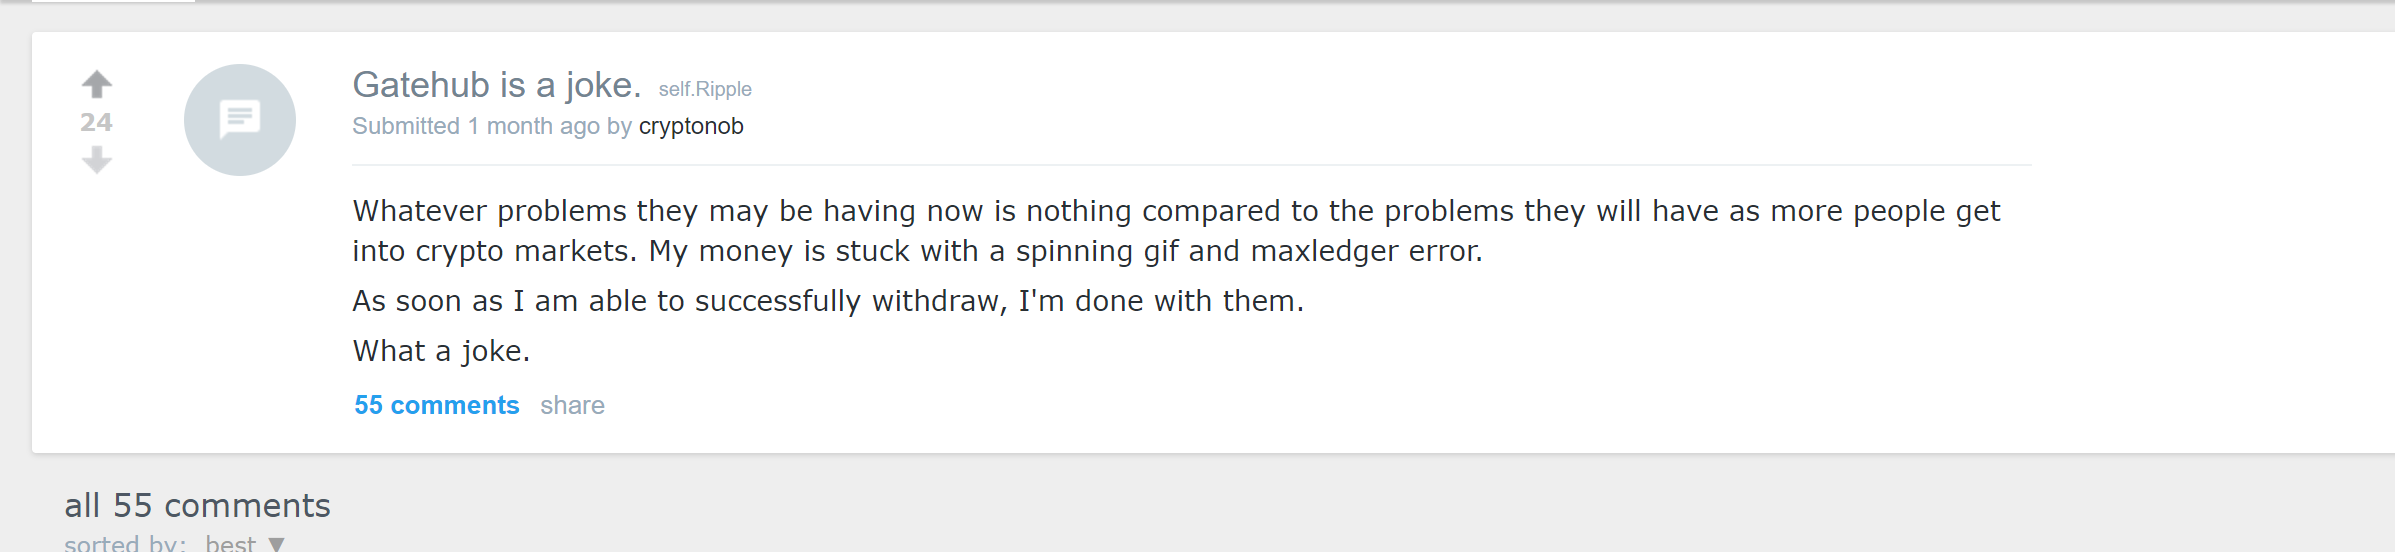 Gatehub is a joke. self.Ripple
24
Submitted 1 month ago by cryptonob
Whatever problems they may be having now is nothing compared to the problems they will have as more people get
into crypto markets. My money is stuck with a spinning gif and maxledger error.
As soon as I am able to successfully withdraw, I'm done with them.
What a joke.
55 comments share
all 55 comments
sorted by: best ▼